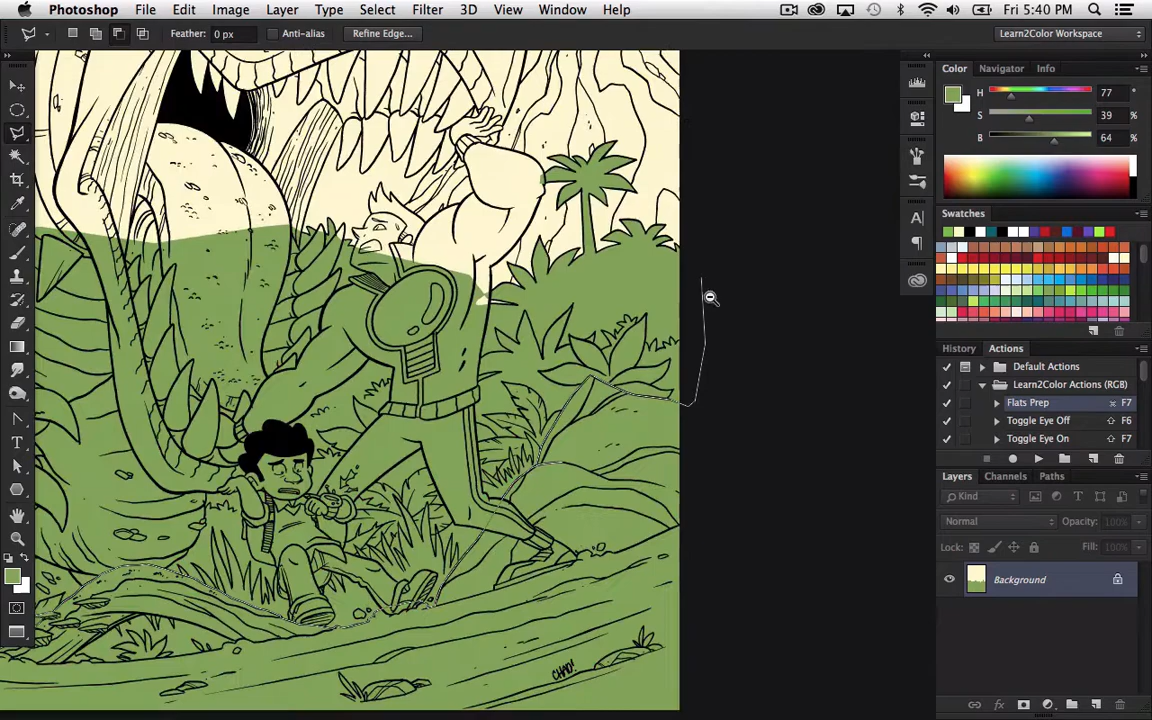 Photoshop File Edit Image Layer Type Select Filter 3D View Window Help Fri 5:40 PM
Feather: 0 px Anti-alias Refine Edge... Learn2Color Workspace
Color Navigator Info
H 77 °
S 39 %
B 64 %
Swatches
History Actions
Default Actions
Learn2Color Actions (RGB)
Flats Prep F7
Toggle Eye Off F6
Toggle Eye On F7
Layers Channels Paths
Kind
Normal Opacity: 100%
Lock: Fill: 100%
Background
CHAD!